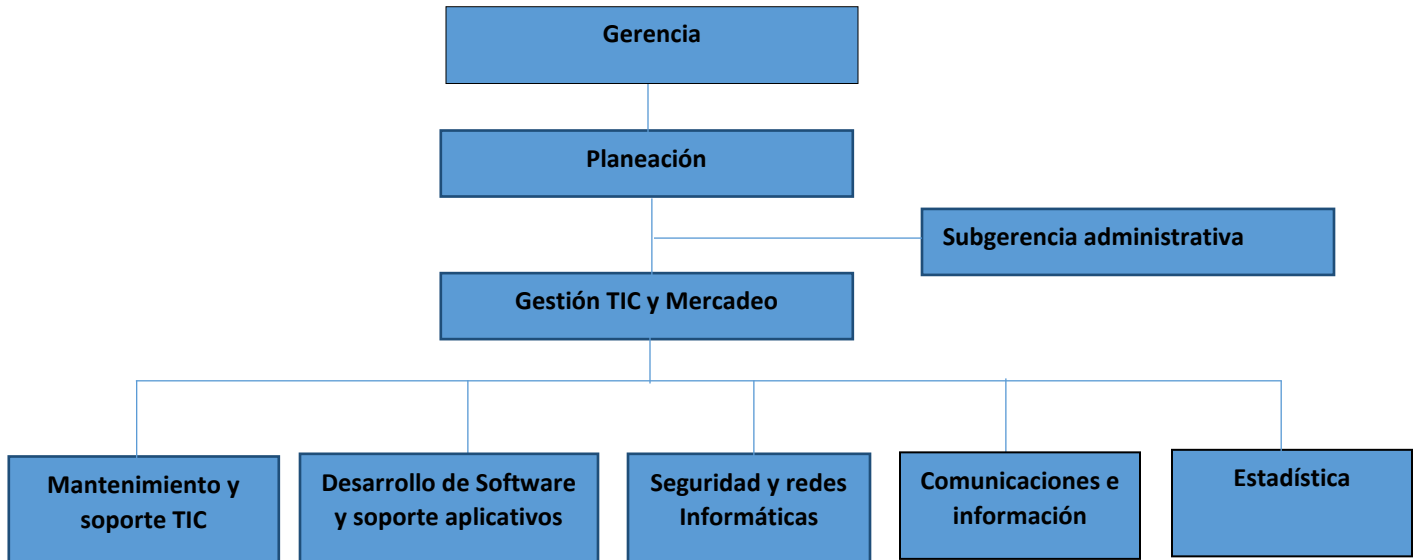 Gerencia
Planeación
Subgerencia administrativa
Gestión TIC y Mercadeo
Mantenimiento y
soporte TIC
Desarrollo de Software
y soporte aplicativos
Seguridad y redes
Informáticas
Comunicaciones e
información
Estadística